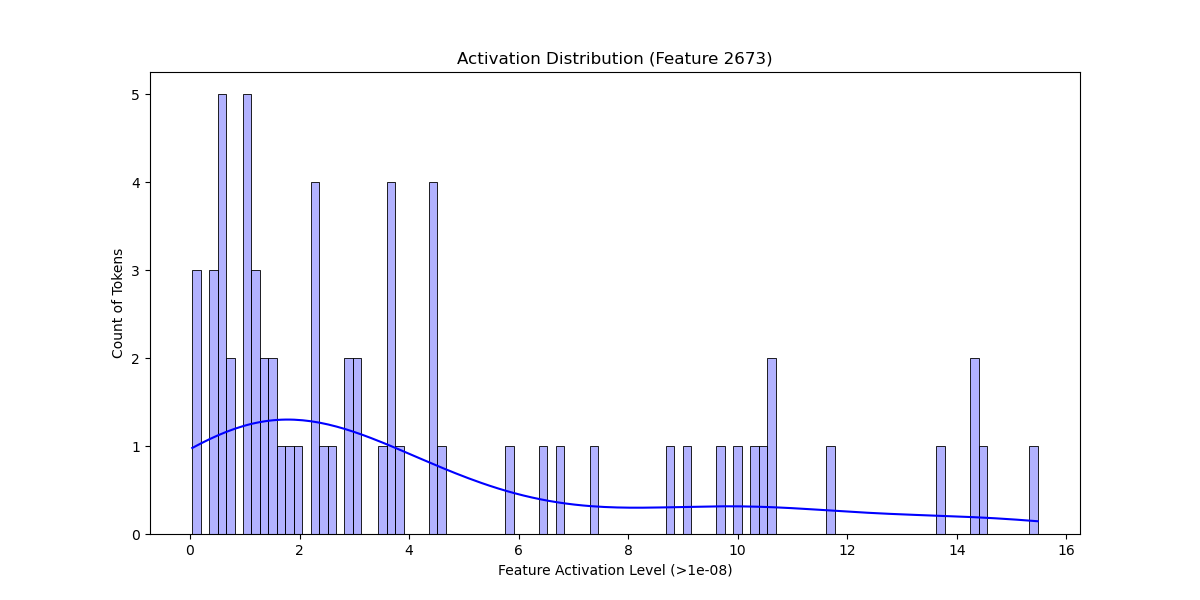 Activation Distribution (Feature 2673)
5
4
3
2
1
0
Count of Tokens
0 2 4 6 8 10 12 14 16
Feature Activation Level (>1e-08)